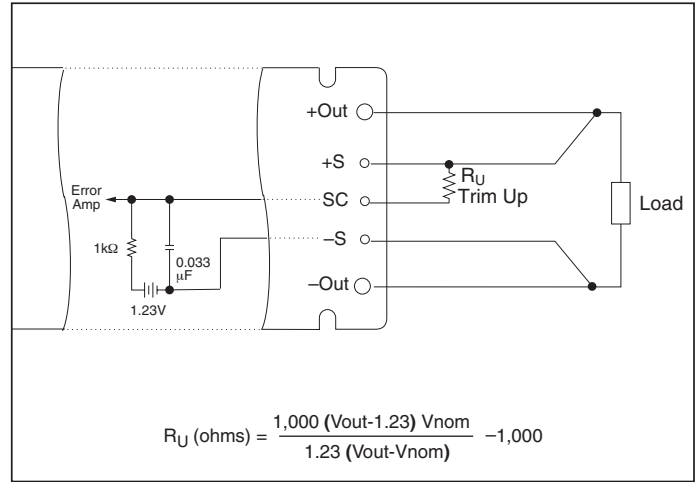 +Out
+S
RU
Trim Up
SC
Error
Amp
Load
–S
1kΩ
0.033
µF
–Out
1.23V
RU (ohms) = 1,000 (Vout-1.23) Vnom / 1.23 (Vout-Vnom) –1,000